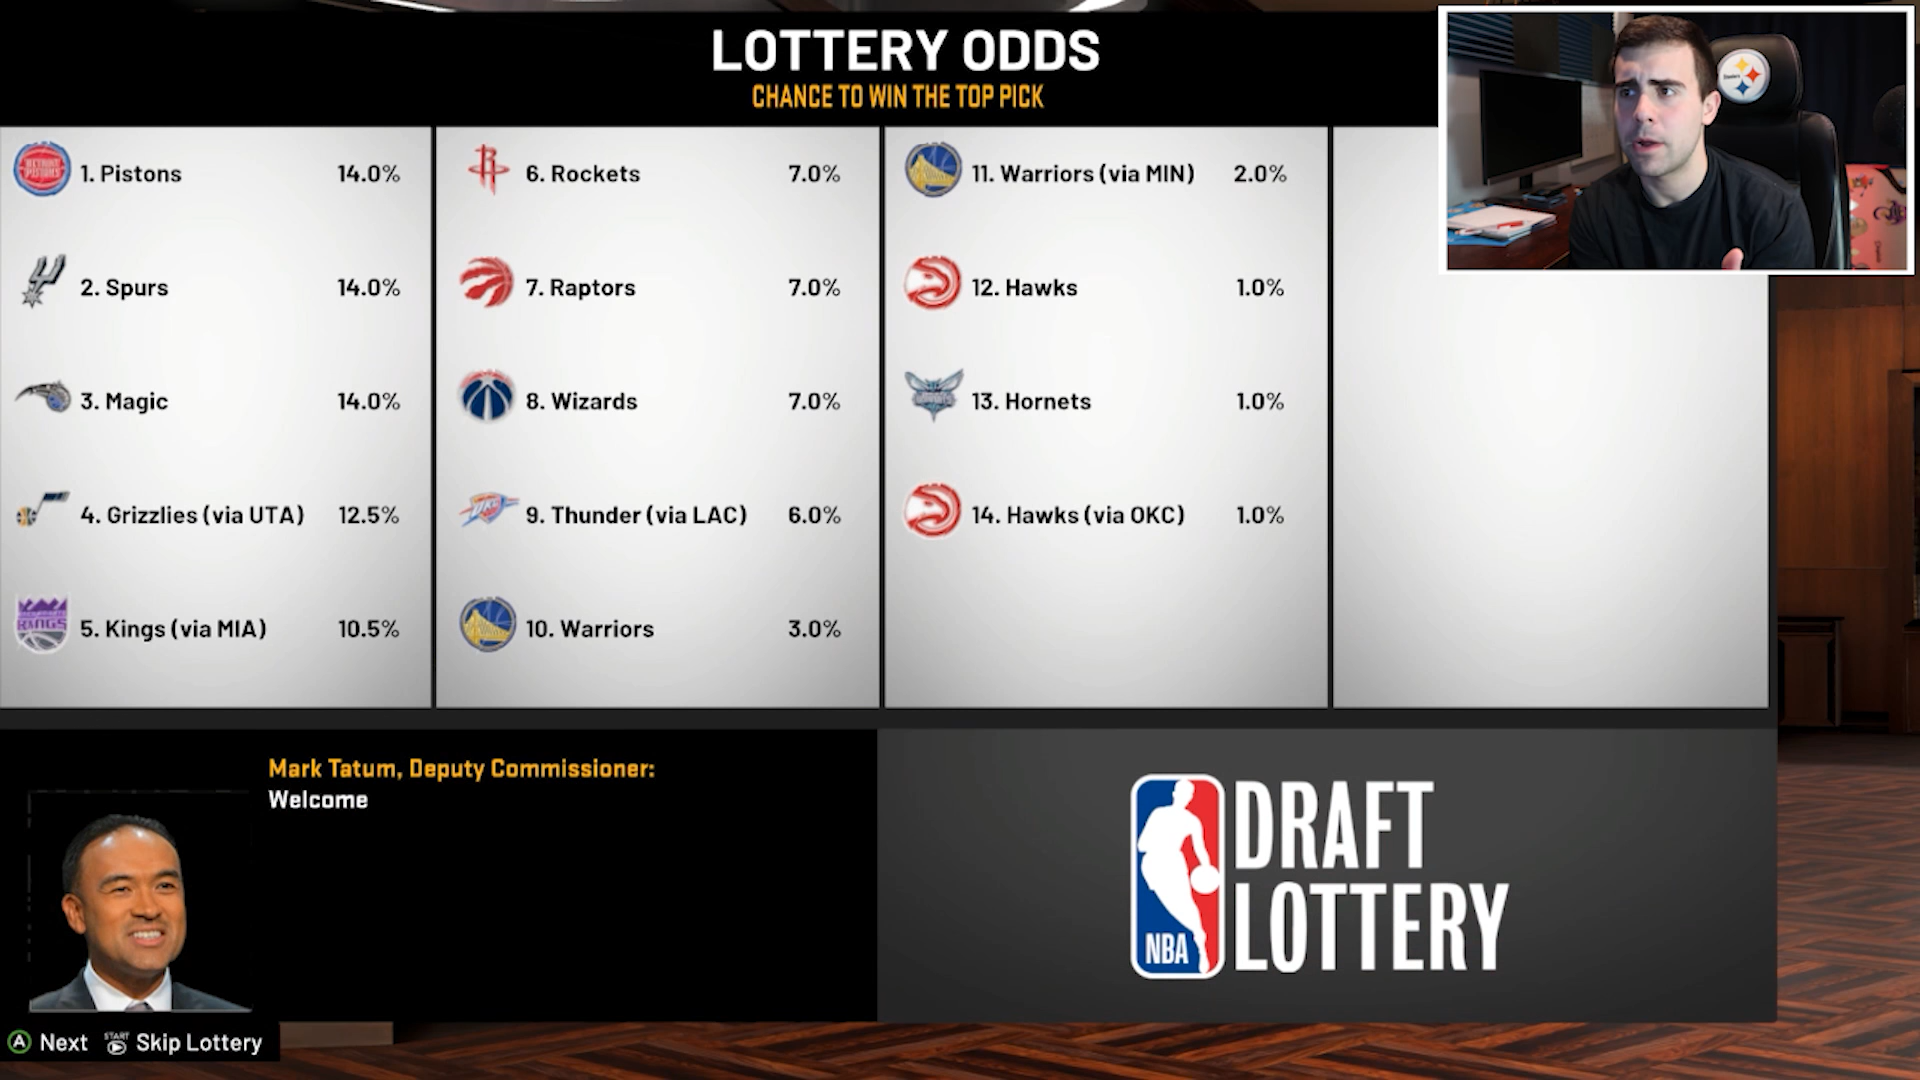 LOTTERY ODDS
CHANCE TO WIN THE TOP PICK
1. Pistons 14.0%
2. Spurs 14.0%
3. Magic 14.0%
4. Grizzlies (via UTA) 12.5%
5. Kings (via MIA) 10.5%
6. Rockets 7.0%
7. Raptors 7.0%
8. Wizards 7.0%
9. Thunder (via LAC) 6.0%
10. Warriors 3.0%
11. Warriors (via MIN) 2.0%
12. Hawks 1.0%
13. Hornets 1.0%
14. Hawks (via OKC) 1.0%
Mark Tatum, Deputy Commissioner:
Welcome
NBA
DRAFT
LOTTERY
A Next START Skip Lottery